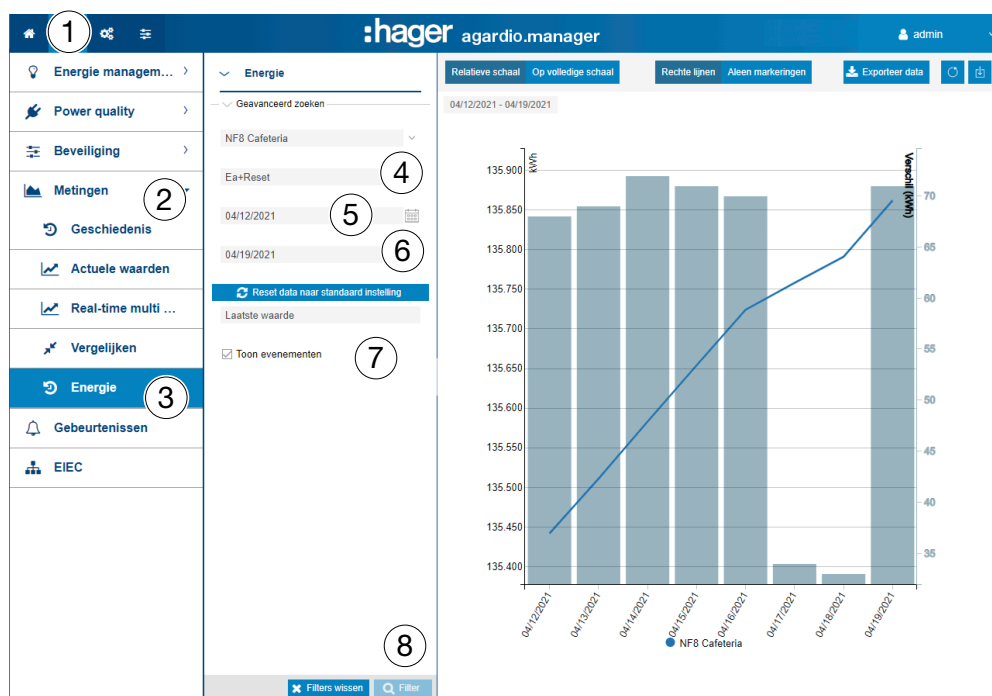 1
:hager agardio.manager
admin
Energie managem...
Power quality
Beveiliging
Metingen
2
Geschiedenis
Actuele waarden
Real-time multi ...
Vergelijken
Energie
3
Gebeurtenissen
EIEC
Energie
Geavanceerd zoeken
NF8 Cafeteria
Ea+Reset
4
04/12/2021
5
04/19/2021
6
Reset data naar standaard instelling
Laatste waarde
Toon evenementen
7
8
Filters wissen
Filter
Relatieve schaal
Op volledige schaal
Rechte lijnen
Aleen markeringen
Exporteer data
04/12/2021 - 04/19/2021
kWh
135.900
135.850
135.800
135.750
135.700
135.650
135.600
135.550
135.500
135.450
135.400
Verschil (kWh)
70
65
60
55
50
45
40
35
04/12/2021
04/13/2021
04/14/2021
04/15/2021
04/16/2021
04/17/2021
04/18/2021
04/19/2021
NF8 Cafeteria